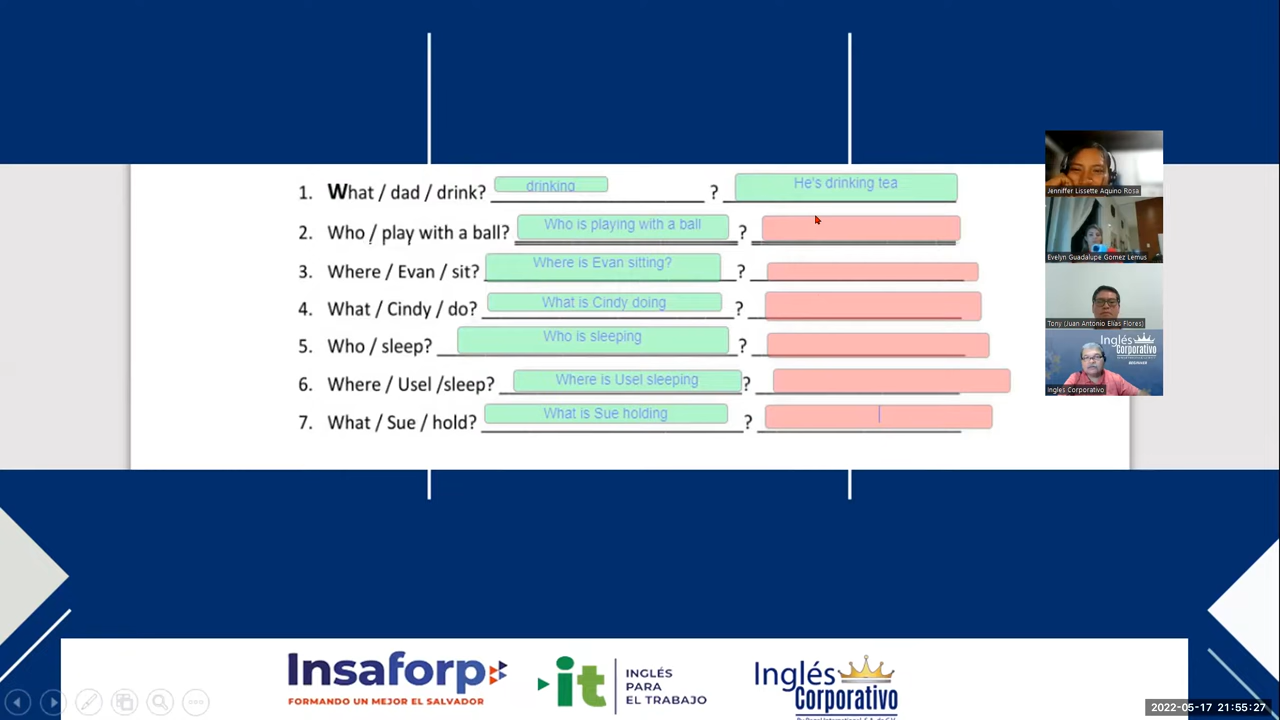 1. What / dad / drink? drinking ? He's drinking tea
2. Who / play with a ball? Who is playing with a ball ?
3. Where / Evan / sit? Where is Evan sitting? ?
4. What / Cindy / do? What is Cindy doing ?
5. Who / sleep? Who is sleeping ?
6. Where / Usel /sleep? Where is Usel sleeping ?
7. What / Sue / hold? What is Sue holding ?
Jenniffer Lissette Aquino Rosa
Evelyn Guadalupe Gomez Lemus
Tony (Juan Antonio Elías Flores)
Inglés
Corporativo
Ingles Corporativo
Insaforp
FORMANDO UN MEJOR EL SALVADOR
it
INGLÉS
PARA
EL TRABAJO
Inglés
Corporativo
2022-05-17 21:55:27